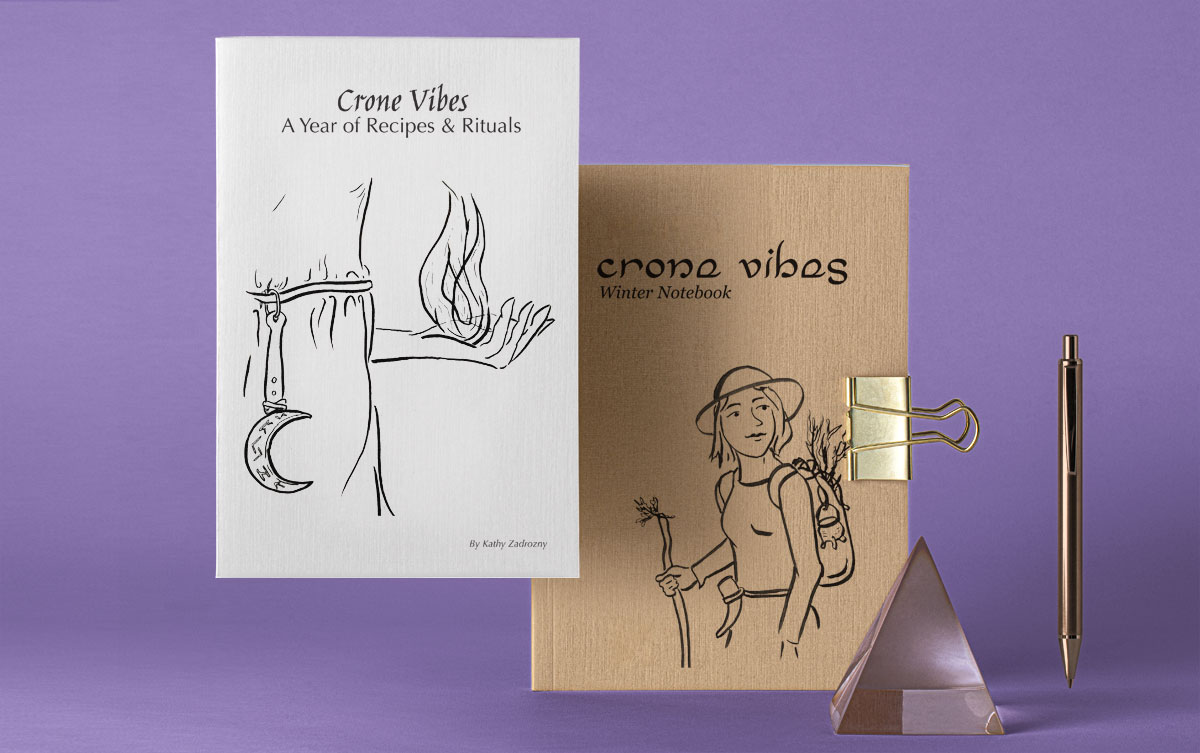 Crone Vibes
A Year of Recipes & Rituals
By Kathy Zadrozny
crone vibes
Winter Notebook